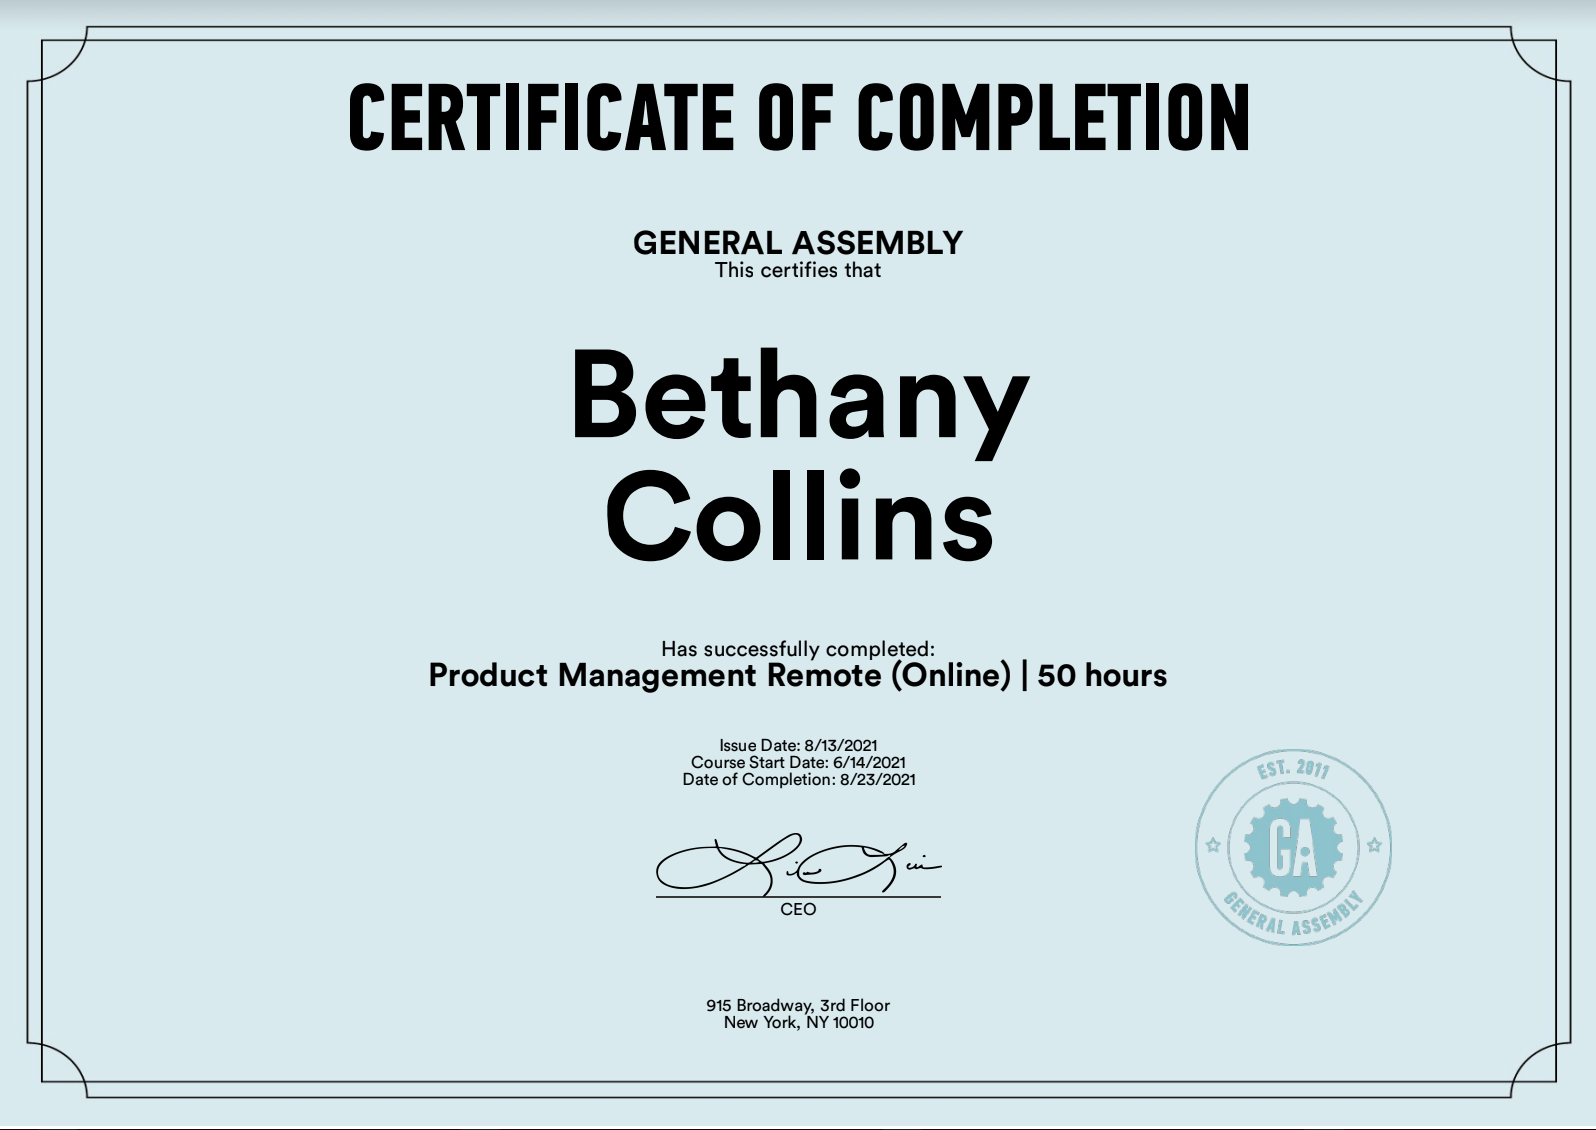 CERTIFICATE OF COMPLETION
GENERAL ASSEMBLY
This certifies that
Bethany
Collins
Has successfully completed:
Product Management Remote (Online) | 50 hours
Issue Date: 8/13/2021
Course Start Date: 6/14/2021
Date of Completion: 8/23/2021
CEO
EST. 2011
GA
GENERAL ASSEMBLY
915 Broadway, 3rd Floor
New York, NY 10010